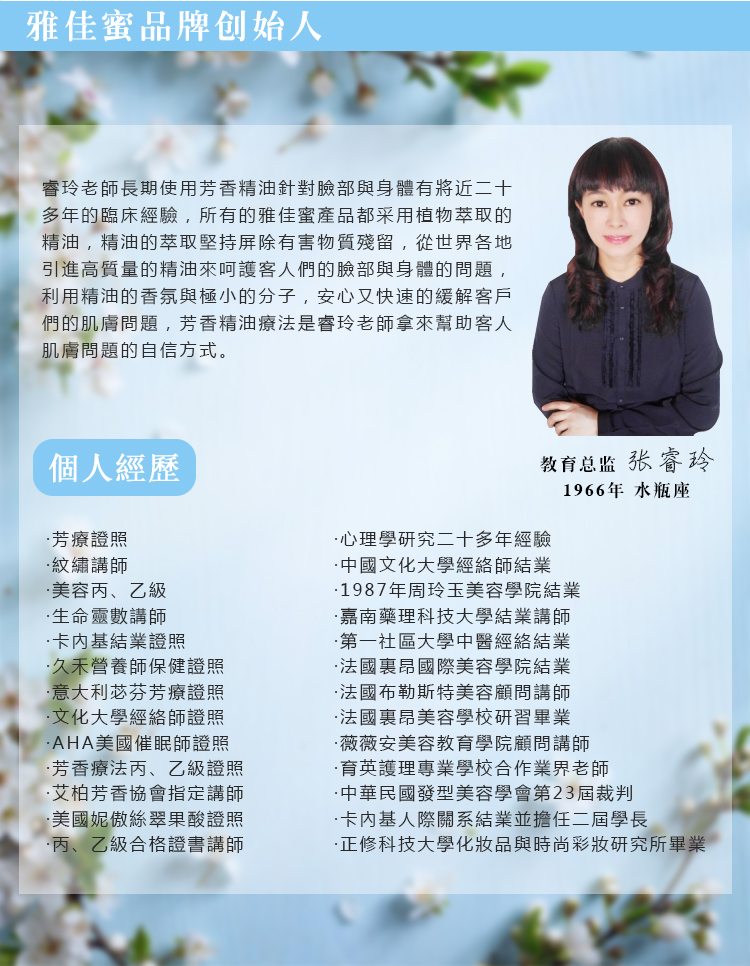 雅佳蜜品牌创始人
睿玲老師長期使用芳香精油針對臉部與身體有將近二十
多年的臨床經驗，所有的雅佳蜜產品都采用植物萃取的
精油，精油的萃取堅持屏除有害物質殘留，從世界各地
引進高質量的精油來呵護客人們的臉部與身體的問題，
利用精油的香氛與極小的分子，安心又快速的緩解客戶
們的肌膚問題，芳香精油療法是睿玲老師拿來幫助客人
肌膚問題的自信方式。
教育总监 张睿玲
1966年 水瓶座
個人經歷
·芳療證照
·紋繡講師
·美容丙、乙級
·生命靈數講師
·卡內基結業證照
·久禾營養師保健證照
·意大利苾芬芳療證照
·文化大學經絡師證照
·AHA美國催眠師證照
·芳香療法丙、乙級證照
·艾柏芳香協會指定講師
·美國妮傲絲翠果酸證照
·丙、乙級合格證書講師
·心理學研究二十多年經驗
·中國文化大學經絡師結業
·1987年周玲玉美容學院結業
·嘉南藥理科技大學結業講師
·第一社區大學中醫經絡結業
·法國裏昂國際美容學院結業
·法國布勒斯特美容顧問講師
·法國裏昂美容學校研習畢業
·薇薇安美容教育學院顧問講師
·育英護理專業學校合作業界老師
·中華民國發型美容學會第23屆裁判
·卡內基人際關系結業並擔任二屆學長
·正修科技大學化妝品與時尚彩妝研究所畢業